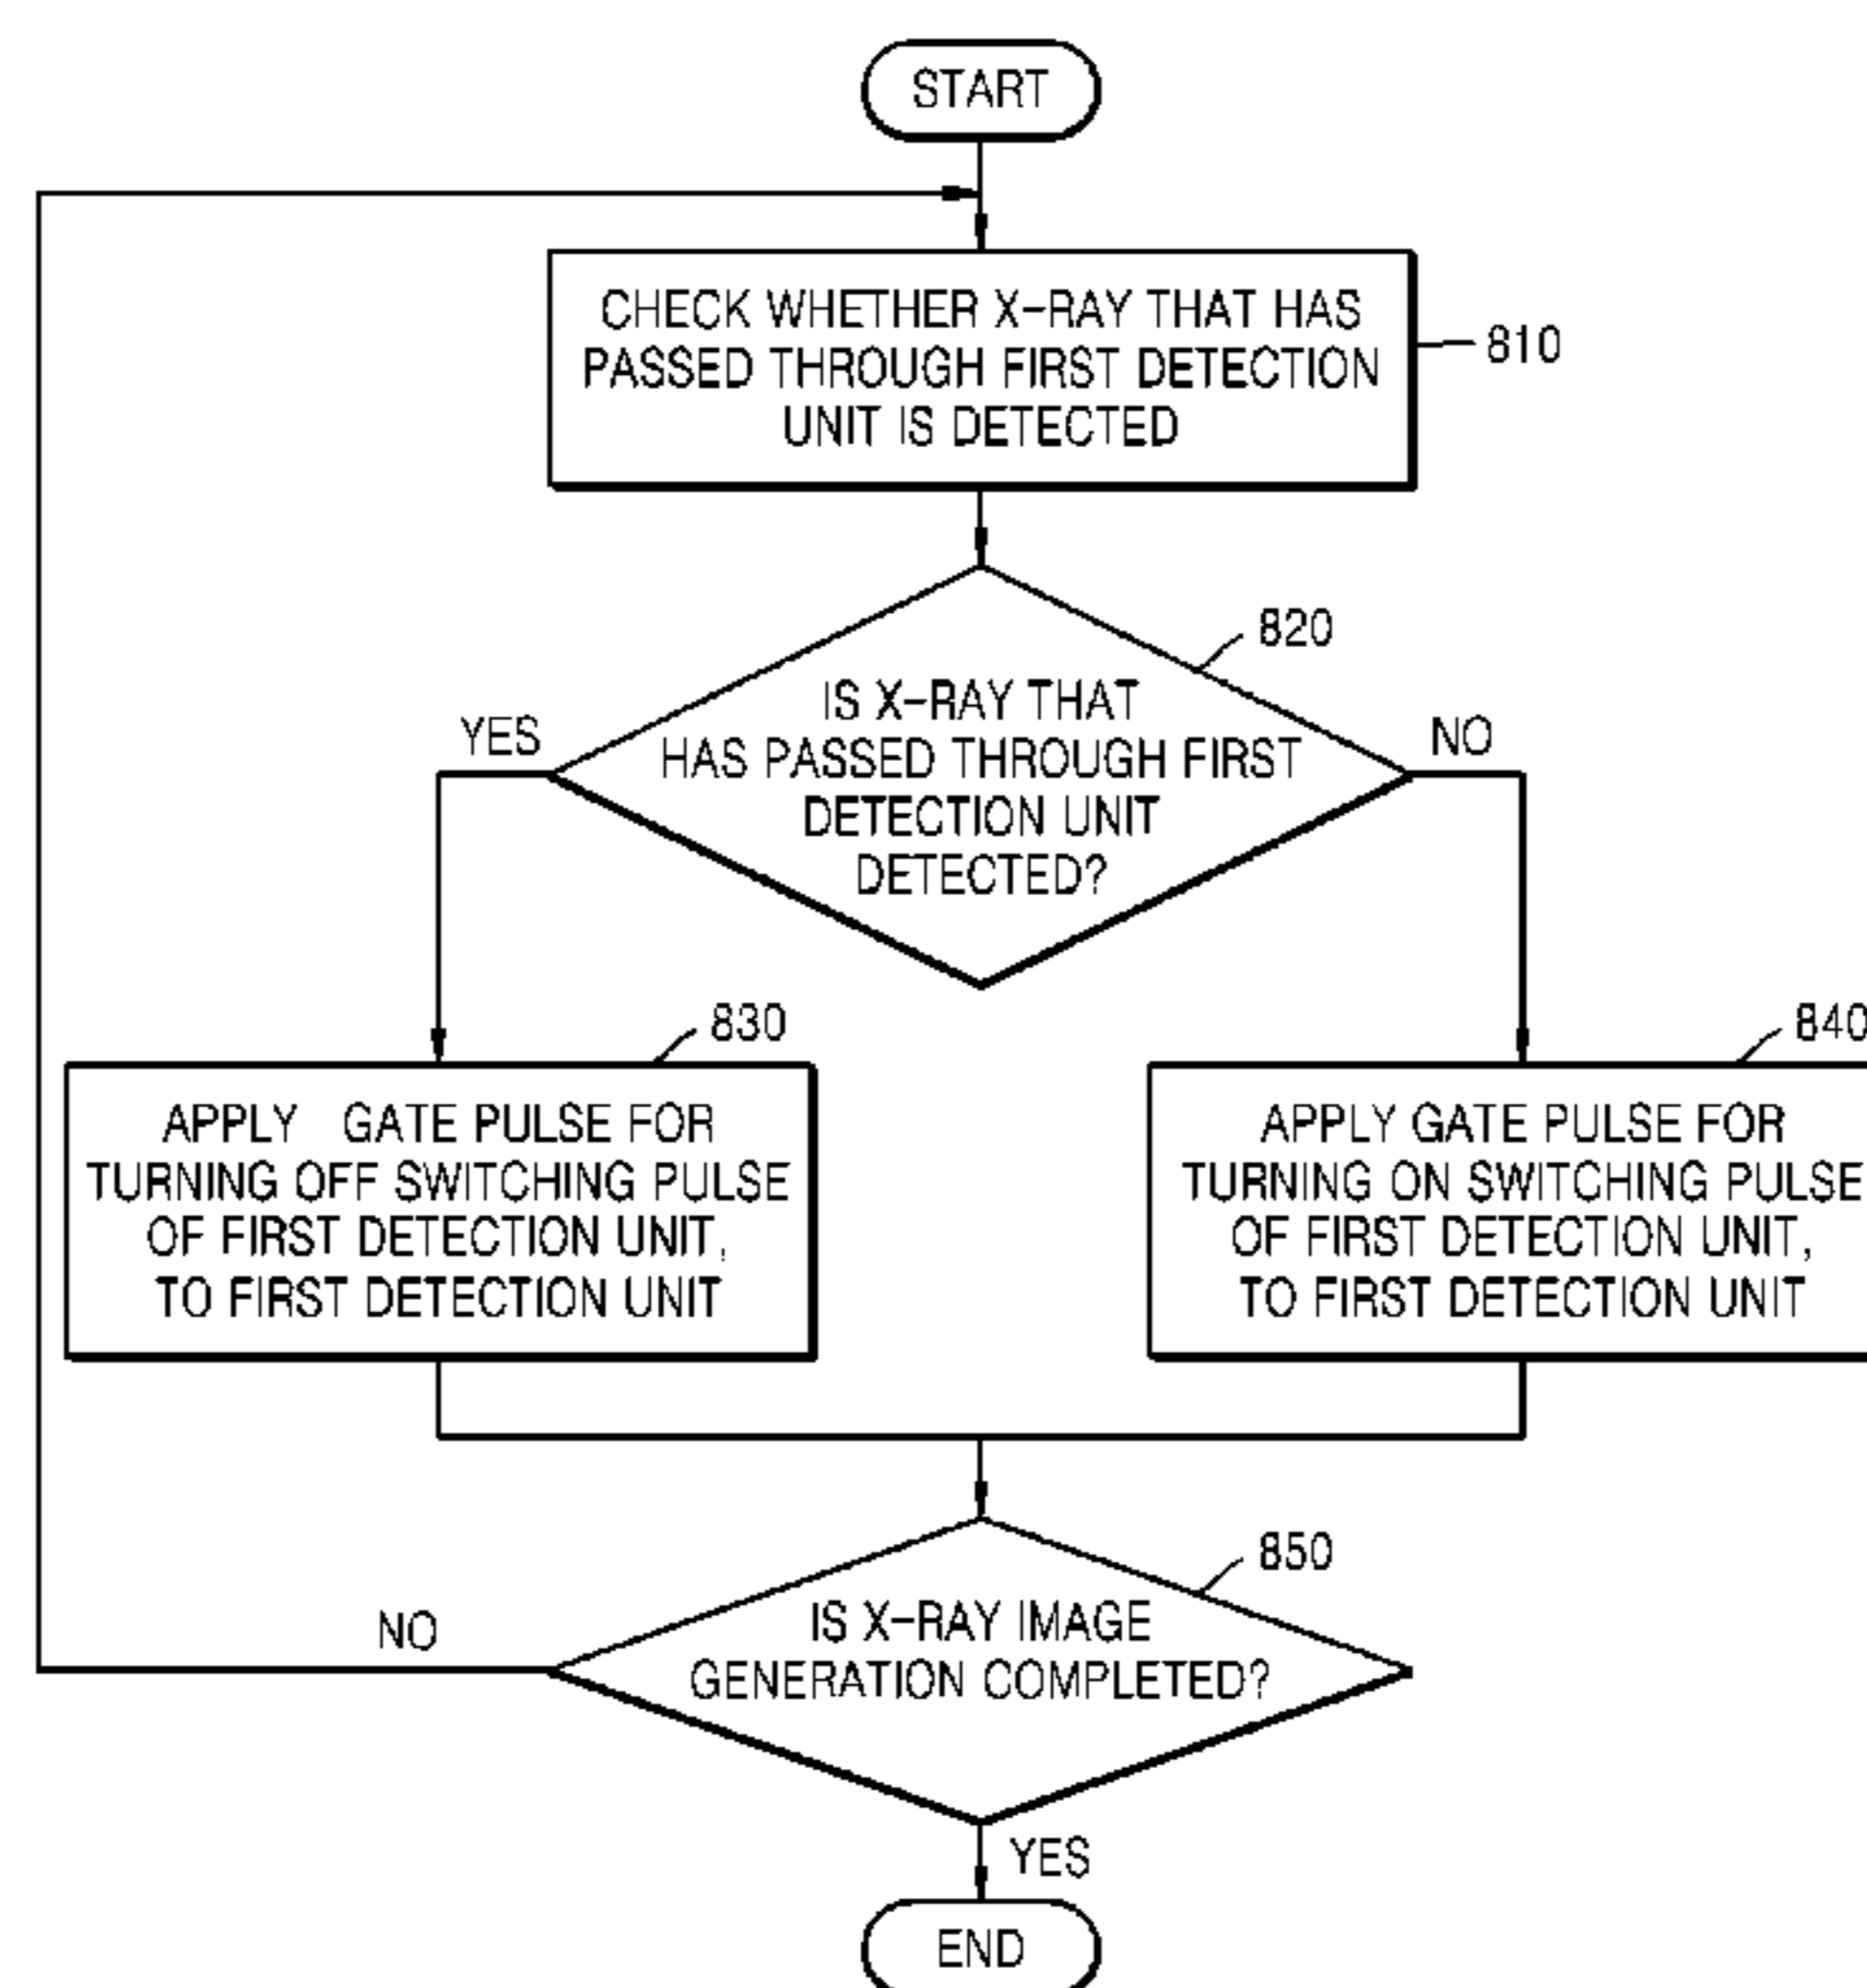 START
CHECK WHETHER X-RAY THAT HAS
PASSED THROUGH FIRST DETECTION
UNIT IS DETECTED
810
820
IS X-RAY THAT
HAS PASSED THROUGH FIRST
DETECTION UNIT
DETECTED?
YES
NO
830
APPLY GATE PULSE FOR
TURNING OFF SWITCHING PULSE
OF FIRST DETECTION UNIT,
TO FIRST DETECTION UNIT
840
APPLY GATE PULSE FOR
TURNING ON SWITCHING PULSE
OF FIRST DETECTION UNIT,
TO FIRST DETECTION UNIT
850
IS X-RAY IMAGE
GENERATION COMPLETED?
NO
YES
END